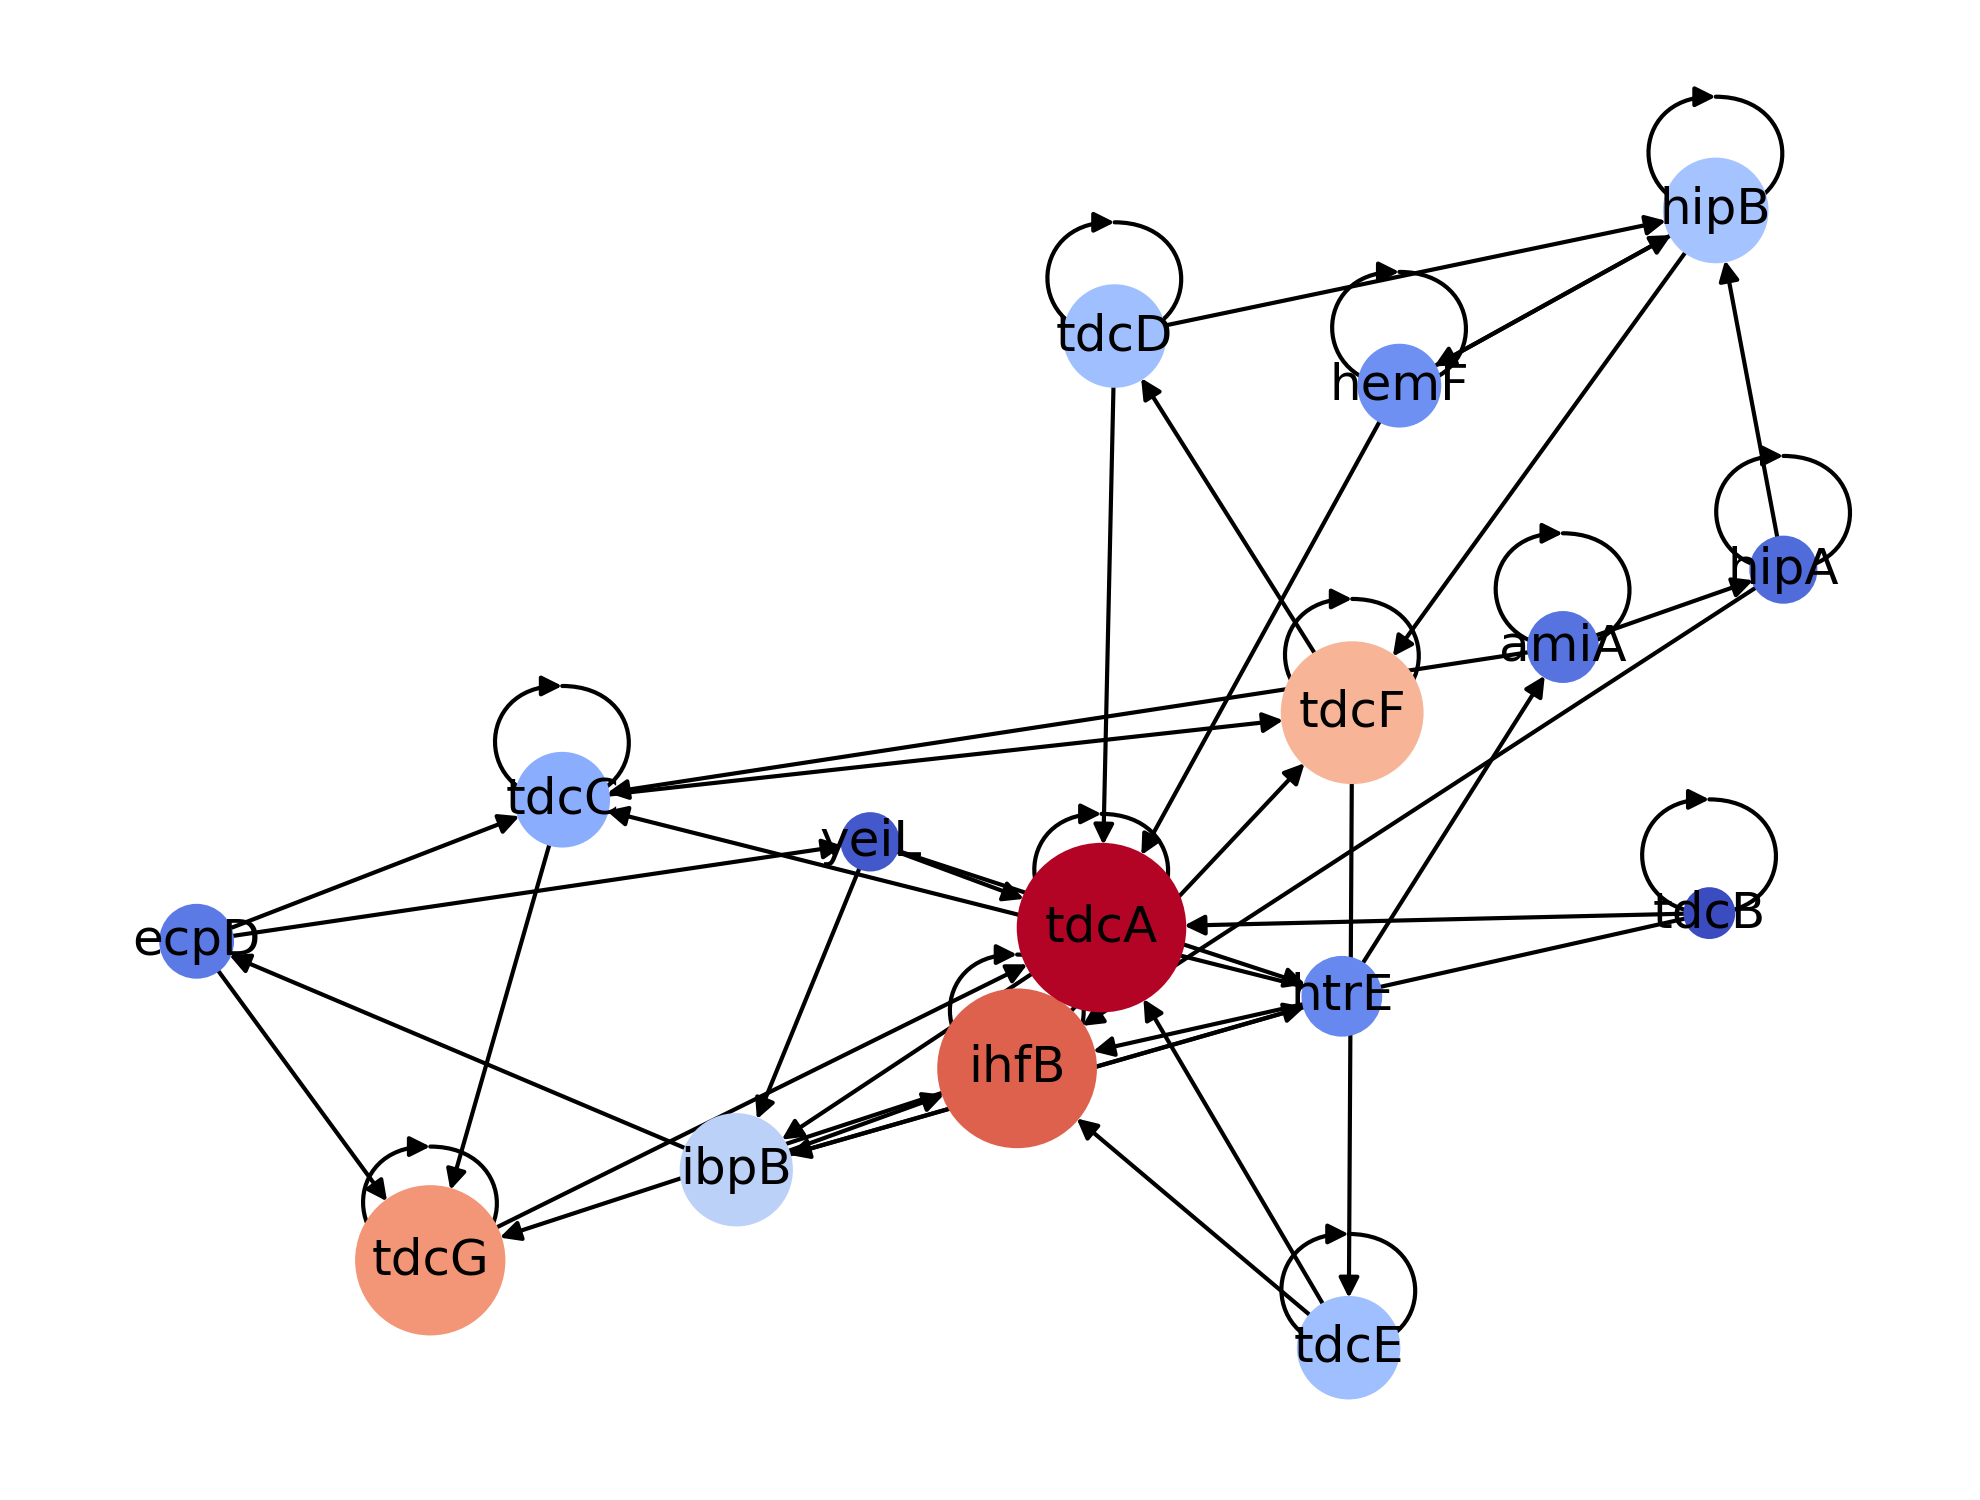 hipB
tdcD
hemF
hipA
amiA
tdcF
tdcC
yeiL
tdcB
tdcA
ecpD
htrE
ihfB
ibpB
tdcG
tdcE